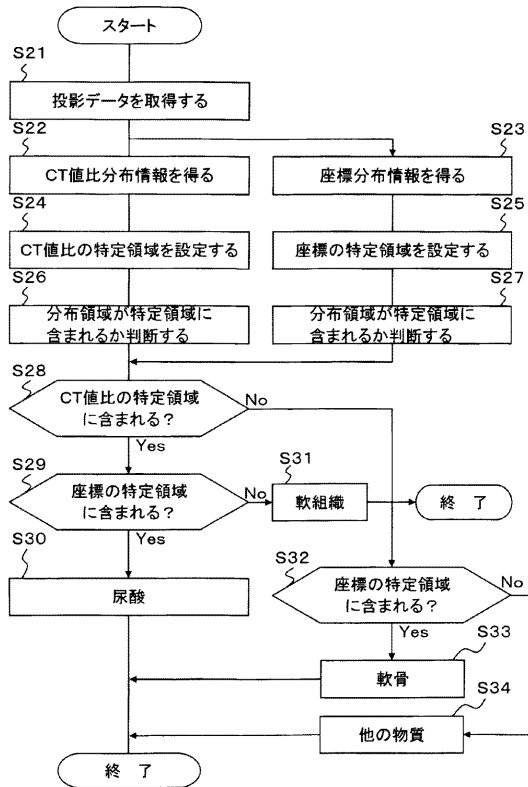 スタート
S21
投影データを取得する
S22
CT値比分布情報を得る
S23
座標分布情報を得る
S24
CT値比の特定領域を設定する
S25
座標の特定領域を設定する
S26
分布領域が特定領域に
含まれるか判断する
S27
分布領域が特定領域に
含まれるか判断する
S28
CT値比の特定領域
に含まれる?
No
Yes
S29
座標の特定領域
に含まれる?
No
Yes
S31
軟組織
終 了
S30
尿酸
S32
座標の特定領域
に含まれる?
No
Yes
S33
軟骨
S34
他の物質
終 了